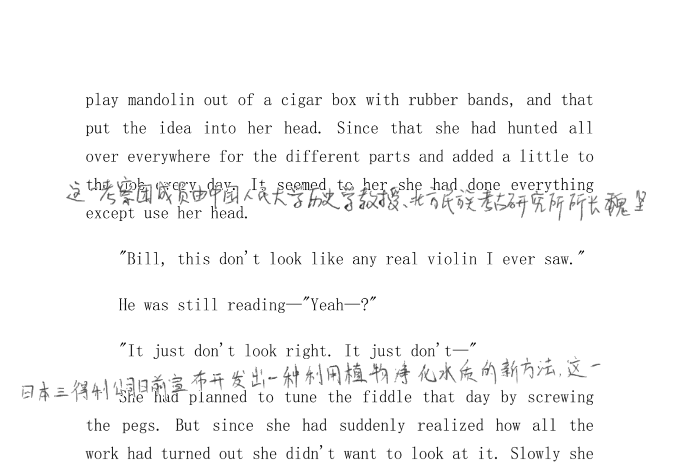 play mandolin out of a cigar box with rubber bands, and that
put the idea into her head. Since that she had hunted all
over everywhere for the different parts and added a little to
the job every day. It seemed to her she had done everything
这考察团成员由中国人民大学历史学教授、北方民族考古研究所所长魏坚
except use her head.
"Bill, this don't look like any real violin I ever saw."
He was still reading—"Yeah—?"
"It just don't look right. It just don't—"
日本三得利公司日前宣布开发出一种利用植物净化水质的新方法,这一
She had planned to tune the fiddle that day by screwing
the pegs. But since she had suddenly realized how all the
work had turned out she didn't want to look at it. Slowly she